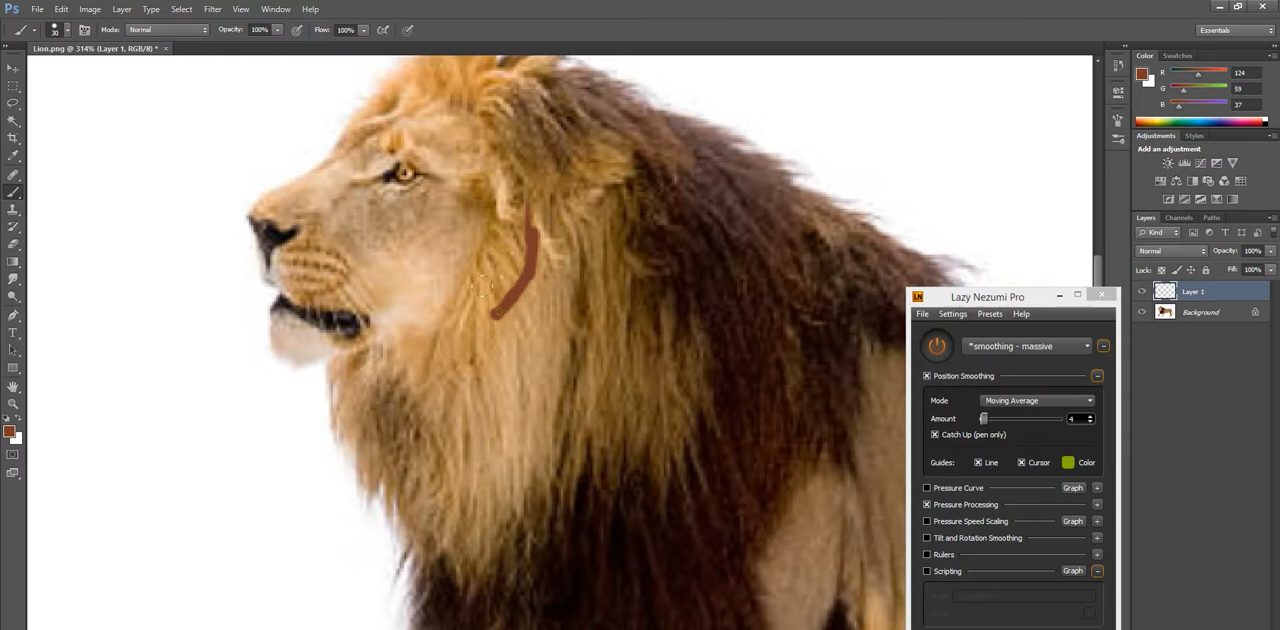 Ps File Edit Image Layer Type Select Filter View Window Help
30 Mode: Normal Opacity: 100% Flow: 100% Essentials
Lion.png @ 314% (Layer 1, RGB/8) * ×
Color Swatches
R 124
G 59
B 37
Adjustments Styles
Add an adjustment
Layers Channels Paths
Kind
Normal Opacity: 100%
Lock: Fill: 100%
Layer 1
Background
LN Lazy Nezumi Pro
File Settings Presets Help
*smoothing - massive
Position Smoothing
Mode Moving Average
Amount 4
Catch Up (pen only)
Guides: Line Cursor Color
Pressure Curve Graph
Pressure Processing
Pressure Speed Scaling Graph
Tilt and Rotation Smoothing
Rulers
Scripting Graph